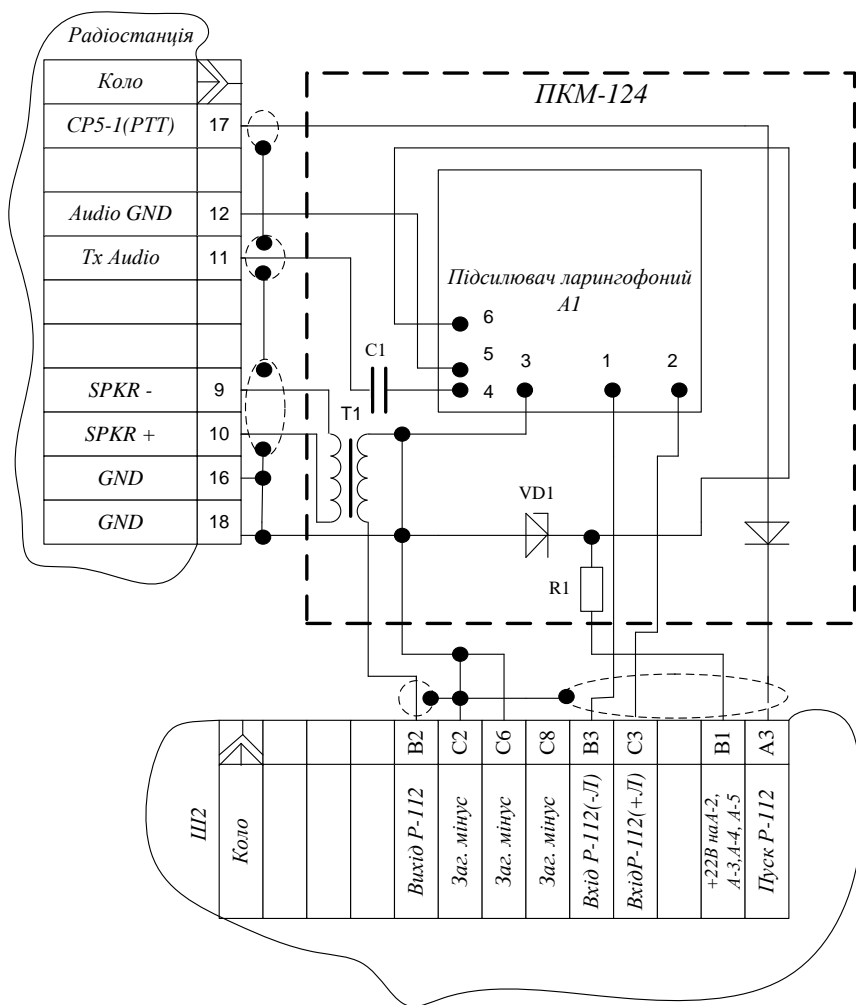 Радіостанція
Коло
СР5-1(РТТ) 17
Audio GND 12
Tx Audio 11
SPKR - 9
SPKR + 10
GND 16
GND 18
ПКМ-124
Підсилювач ларингофоний
А1
6
5
4
3
1
2
C1
T1
VD1
R1
Ш2
Коло
B2
Вихід Р-112
C2
Заг. мінус
C6
Заг. мінус
C8
Заг. мінус
B3
Вхід Р-112(-Л)
C3
ВхідР-112(+Л)
B1
+22В наА-2,
А-3,А-4, А-5
A3
Пуск Р-112